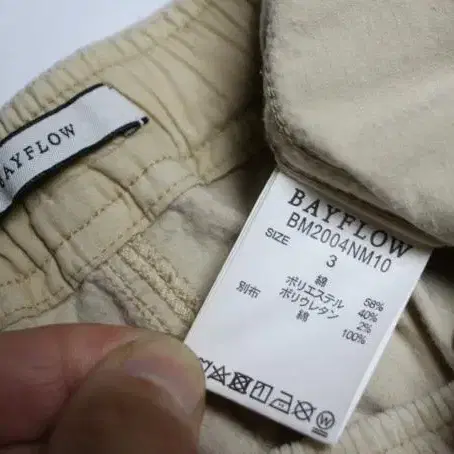 BAYFLOW
BAYFLOW
BM2004NM10
SIZE 3
綿 58%
ポリエステル 40%
ポリウレタン 2%
別布 綿 100%
W